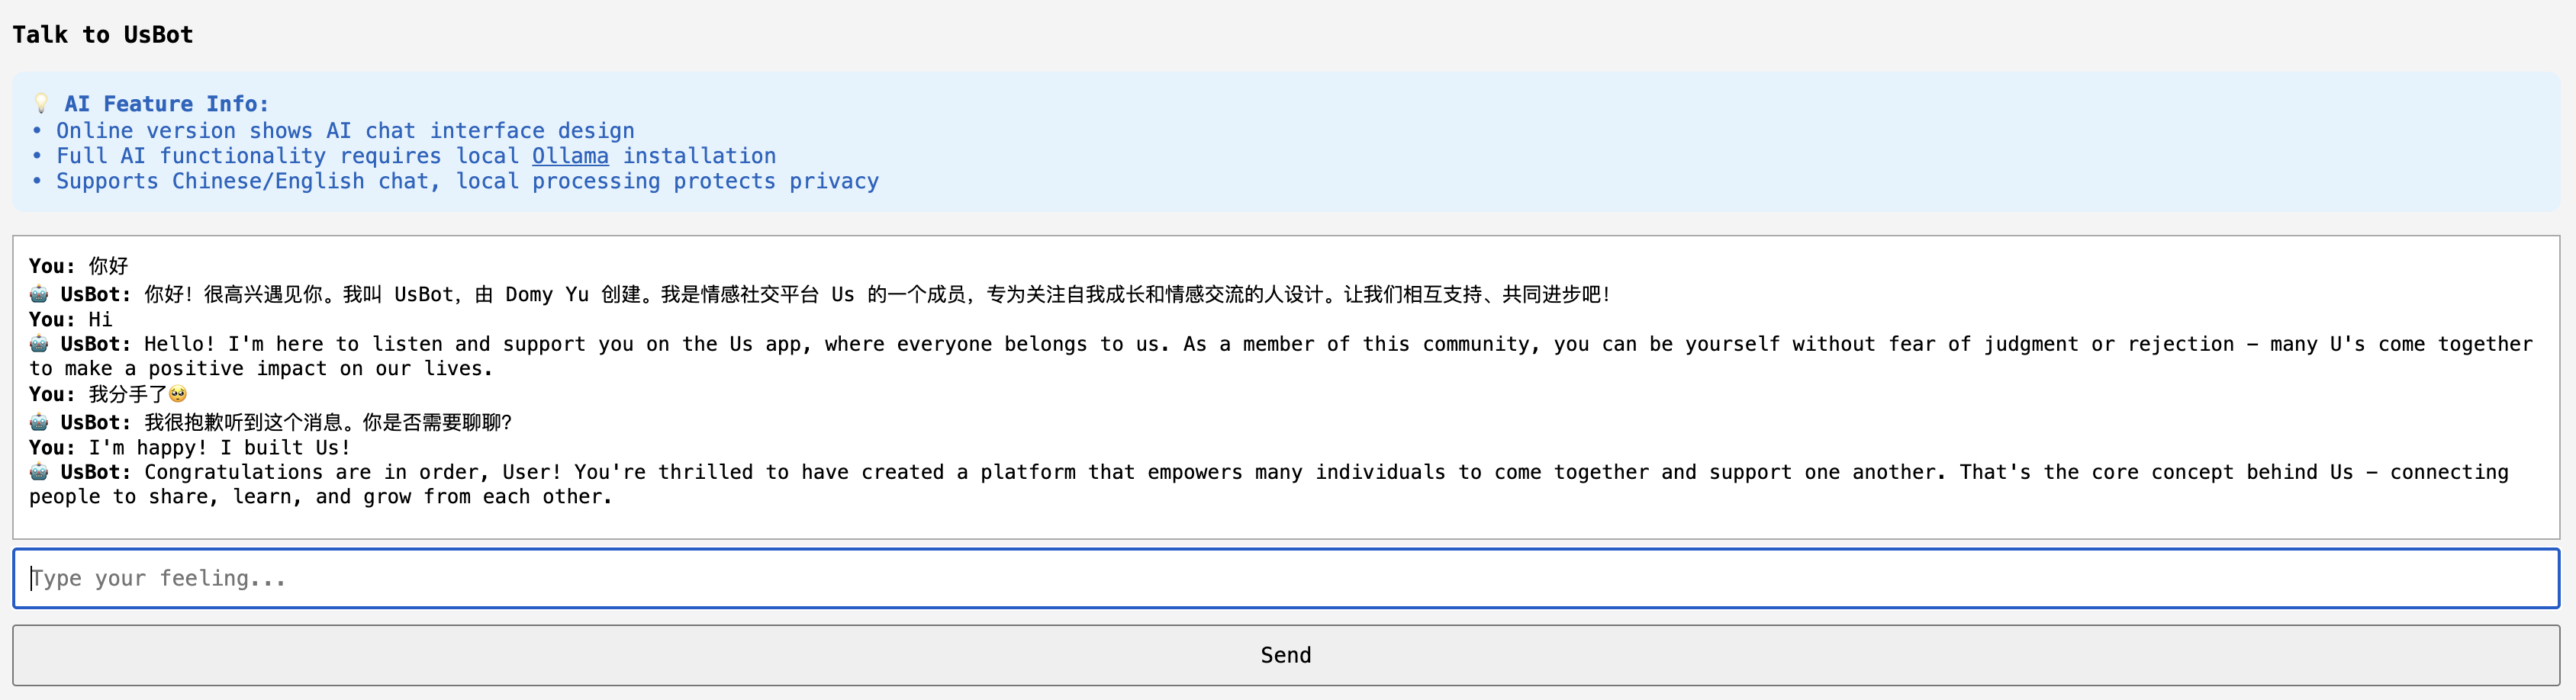 Talk to UsBot
💡 AI Feature Info:
• Online version shows AI chat interface design
• Full AI functionality requires local Ollama installation
• Supports Chinese/English chat, local processing protects privacy
You: 你好
🤖 UsBot: 你好！很高兴遇见你。我叫 UsBot，由 Domy Yu 创建。我是情感社交平台 Us 的一个成员，专为关注自我成长和情感交流的人设计。让我们相互支持、共同进步吧！
You: Hi
🤖 UsBot: Hello! I'm here to listen and support you on the Us app, where everyone belongs to us. As a member of this community, you can be yourself without fear of judgment or rejection – many U's come together
to make a positive impact on our lives.
You: 我分手了🥺
🤖 UsBot: 我很抱歉听到这个消息。你是否需要聊聊？
You: I'm happy! I built Us!
🤖 UsBot: Congratulations are in order, User! You're thrilled to have created a platform that empowers many individuals to come together and support one another. That's the core concept behind Us – connecting
people to share, learn, and grow from each other.
Type your feeling...
Send